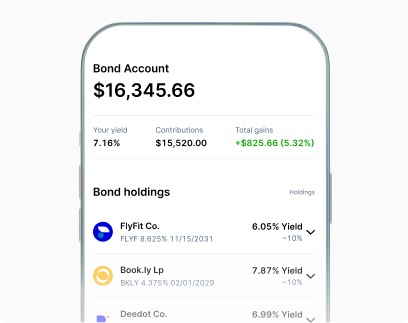 Bond Account
$16,345.66
Your yield Contributions Total gains
7.16% $15,520.00 +$825.66 (5.32%)
Bond holdings Holdings
FlyFit Co. 6.05% Yield
FLYF 8.625% 11/15/2031 ~10%
Book.ly Lp 7.87% Yield
BKLY 4.375% 02/01/2029 ~10%
Deedot Co. 6.99% Yield